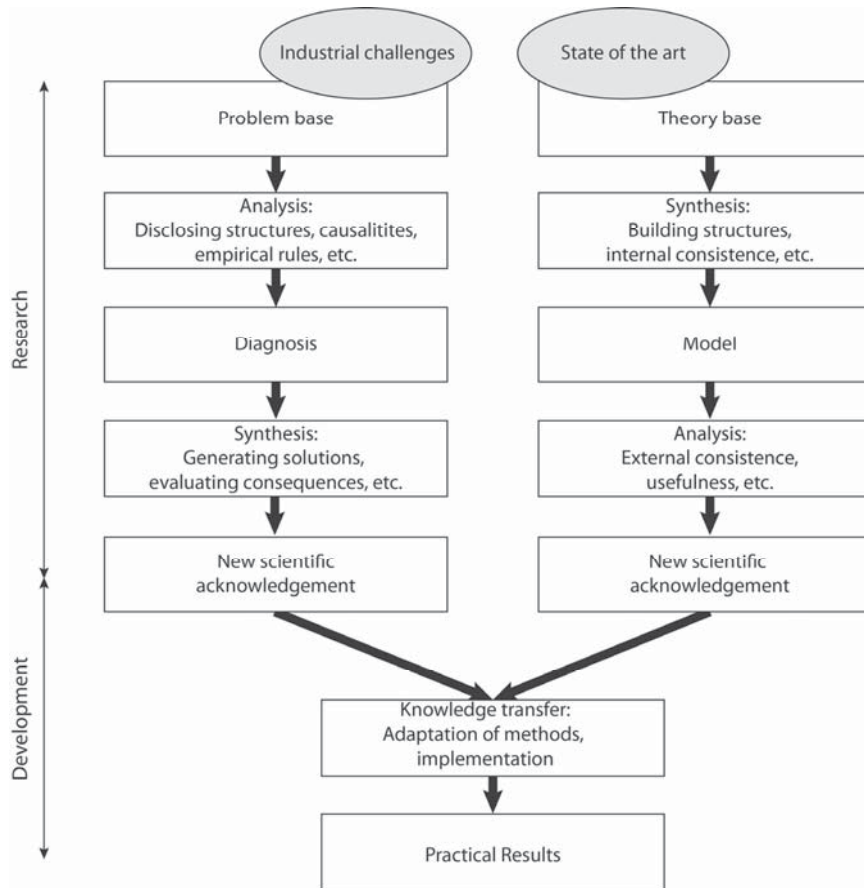 Industrial challenges
State of the art
Problem base
Theory base
Analysis:
Disclosing structures, causalitites,
empirical rules, etc.
Synthesis:
Building structures,
internal consistence, etc.
Diagnosis
Model
Synthesis:
Generating solutions,
evaluating consequences, etc.
Analysis:
External consistence,
usefulness, etc.
New scientific
acknowledgement
New scientific
acknowledgement
Knowledge transfer:
Adaptation of methods,
implementation
Practical Results
Research
Development